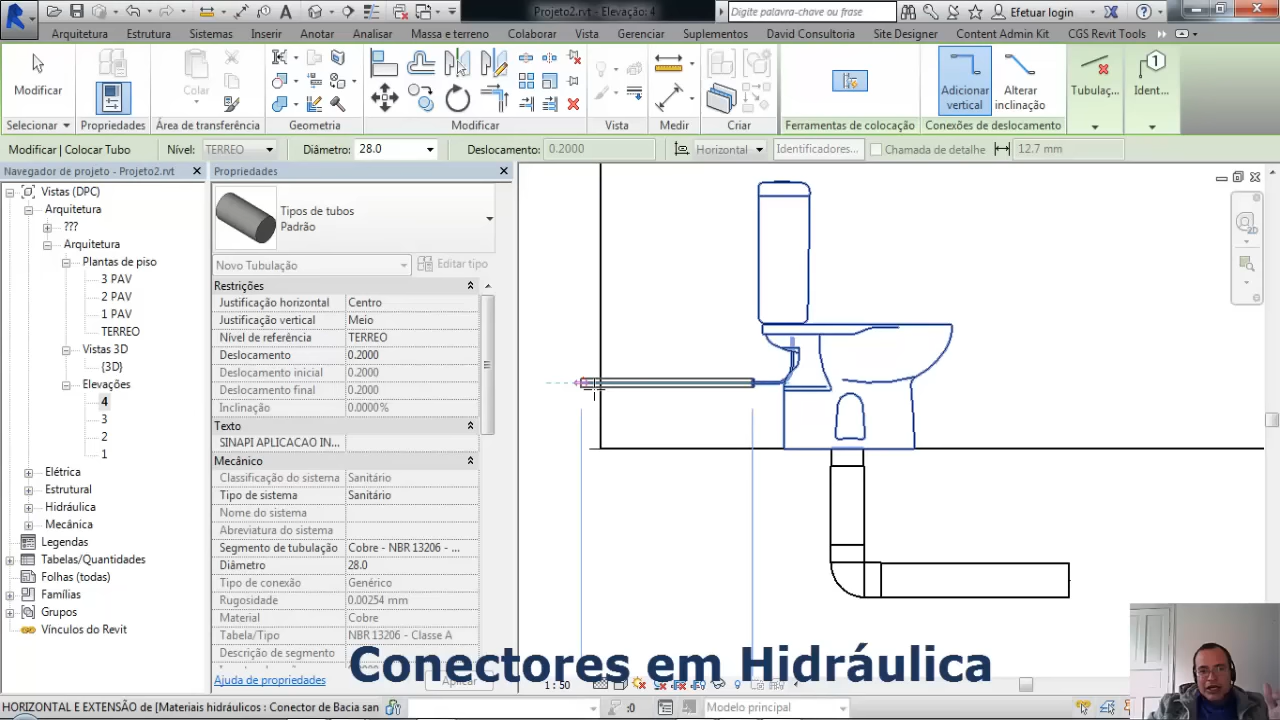 Projeto2.rvt - Elevação: 4
Digite palavra-chave ou frase
Efetuar login
Arquitetura
Estrutura
Sistemas
Inserir
Anotar
Analisar
Massa e terreno
Colaborar
Vista
Gerenciar
Suplementos
David Consultoria
Site Designer
Content Admin Kit
CGS Revit Tools
Modificar
Colar
Adicionar vertical
Alterar inclinação
Tubulaç...
Ident...
Selecionar
Propriedades
Área de transferência
Geometria
Modificar
Vista
Medir
Criar
Ferramentas de colocação
Conexões de deslocamento
Modificar | Colocar Tubo
Nível: TERREO
Diâmetro: 28.0
Deslocamento: 0.2000
Horizontal
Identificadores...
Chamada de detalhe
12.7 mm
Navegador de projeto - Projeto2.rvt
Vistas (DPC)
Arquitetura
???
Arquitetura
Plantas de piso
3 PAV
2 PAV
1 PAV
TERREO
Vistas 3D
{3D}
Elevações
4
3
2
1
Elétrica
Estrutural
Hidráulica
Mecânica
Legendas
Tabelas/Quantidades
Folhas (todas)
Famílias
Grupos
Vínculos do Revit
Propriedades
Tipos de tubos
Padrão
Novo Tubulação
Editar tipo
Restrições
Justificação horizontal Centro
Justificação vertical Meio
Nível de referência TERREO
Deslocamento 0.2000
Deslocamento inicial 0.2000
Deslocamento final 0.2000
Inclinação 0.0000%
Texto
SINAPI APLICACAO IN...
Mecânico
Classificação do sistema Sanitário
Tipo de sistema Sanitário
Nome do sistema
Abreviatura do sistema
Segmento de tubulação Cobre - NBR 13206 - ...
Diâmetro 28.0
Tipo de conexão Genérico
Rugosidade 0.00254 mm
Material Cobre
Tabela/Tipo NBR 13206 - Classe A
Descrição de segmento
Ajuda de propriedades
Aplicar
Conectores em Hidráulica
1 : 50
HORIZONTAL E EXTENSÃO de [Materiais hidráulicos : Conector de Bacia san
:0
Modelo principal